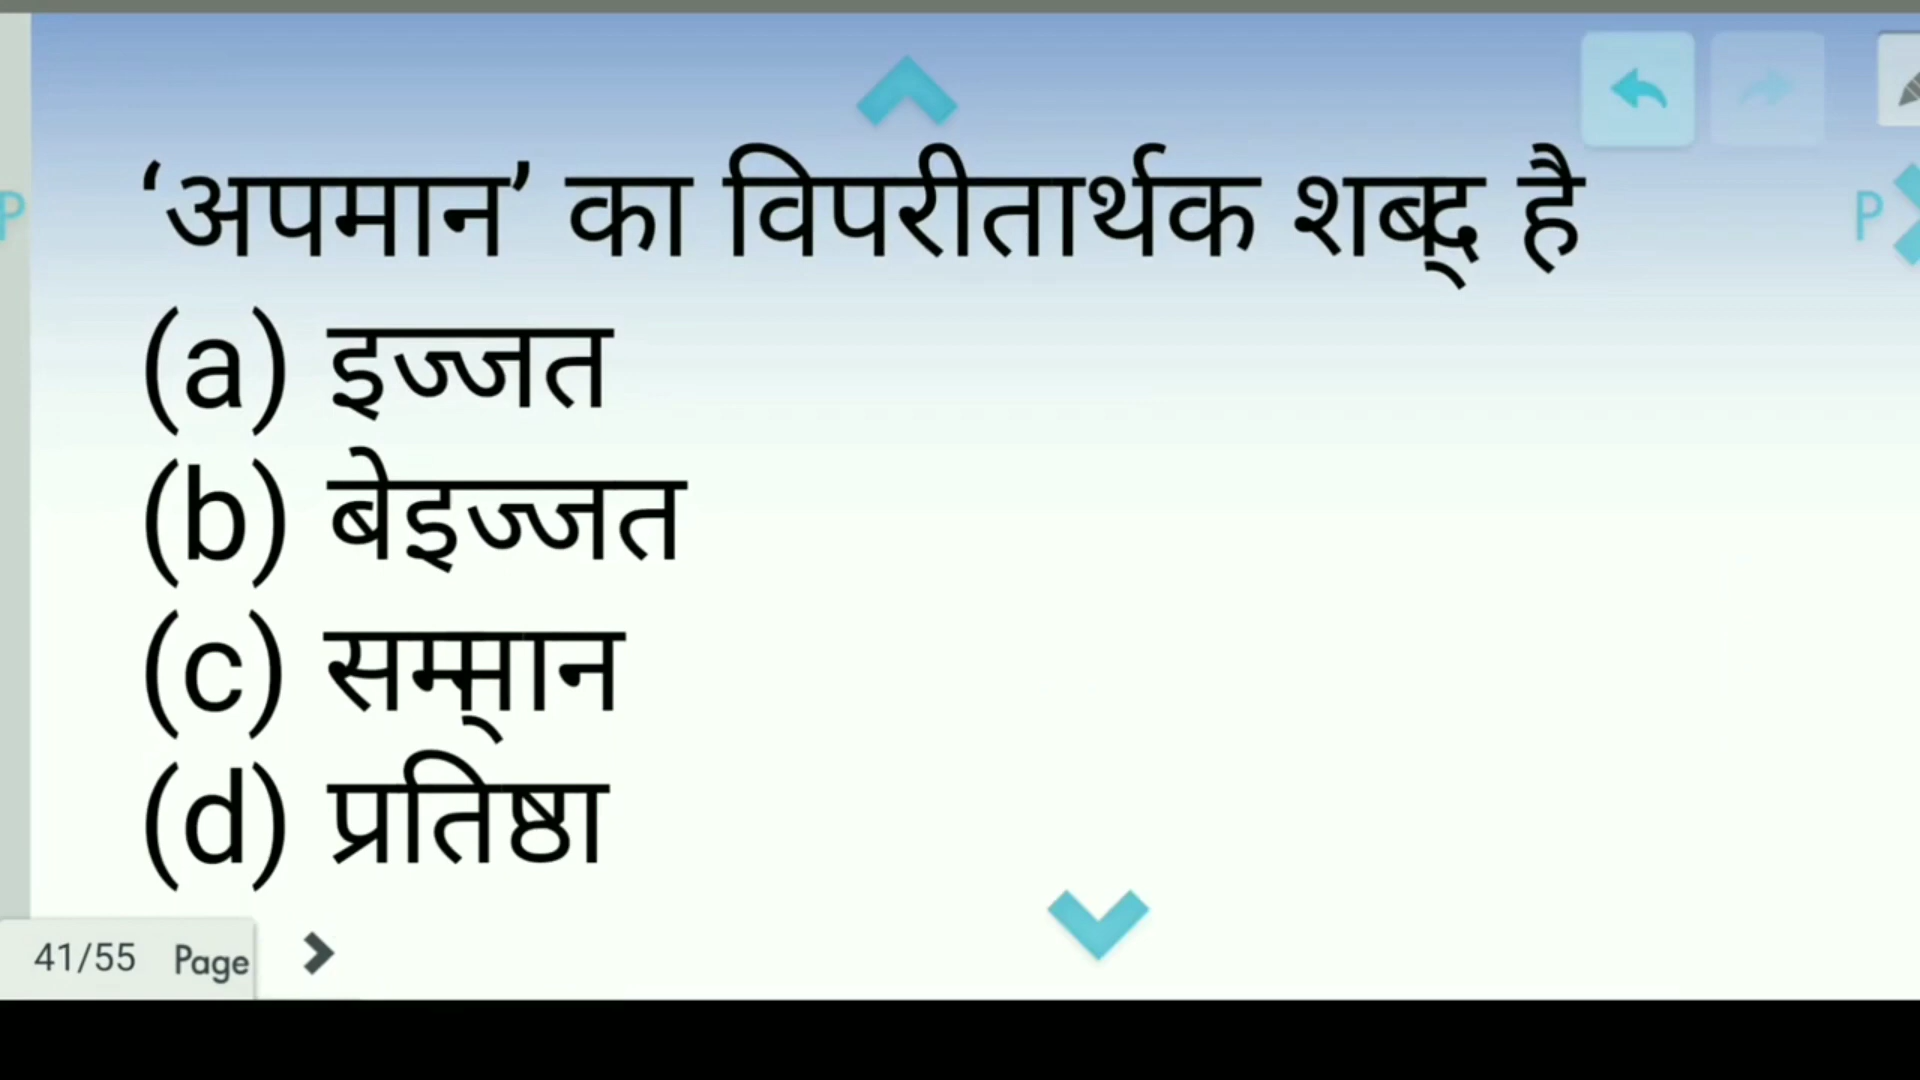 ‘अपमान’ का विपरीतार्थक शब्द् है
(a) इज्जत
(b) बेइज्जत
(c) सम्म्ान
(d) प्रतिष्ठा
41/55 Page
P
P